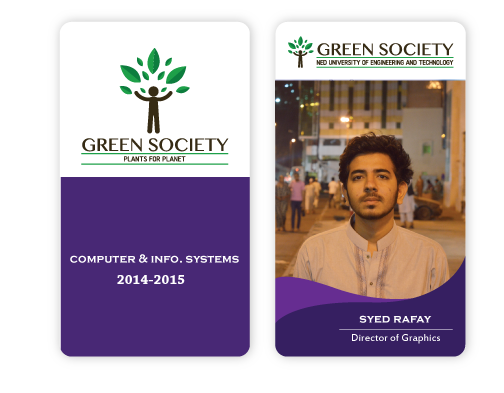 GREEN SOCIETY
PLANTS FOR PLANET
COMPUTER & INFO. SYSTEMS
2014-2015
GREEN SOCIETY
NED UNIVERSITY OF ENGINEERING AND TECHNOLOGY
SYED RAFAY
Director of Graphics